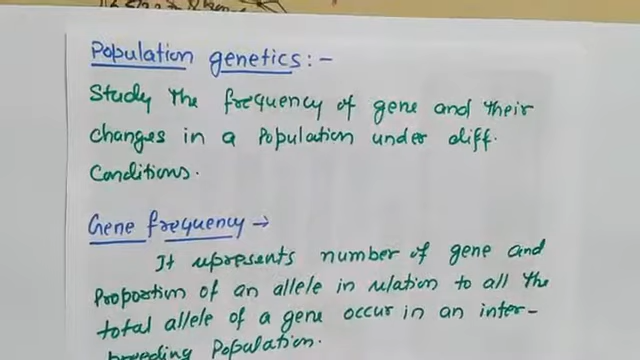 Population genetics:-
Study The frequency of gene and their
changes in a Population under diff.
Conditions.
Gene frequency →
It represents number of gene and
Proportion of an allele in relation to all the
total allele of a gene occur in an inter-
breeding Population.